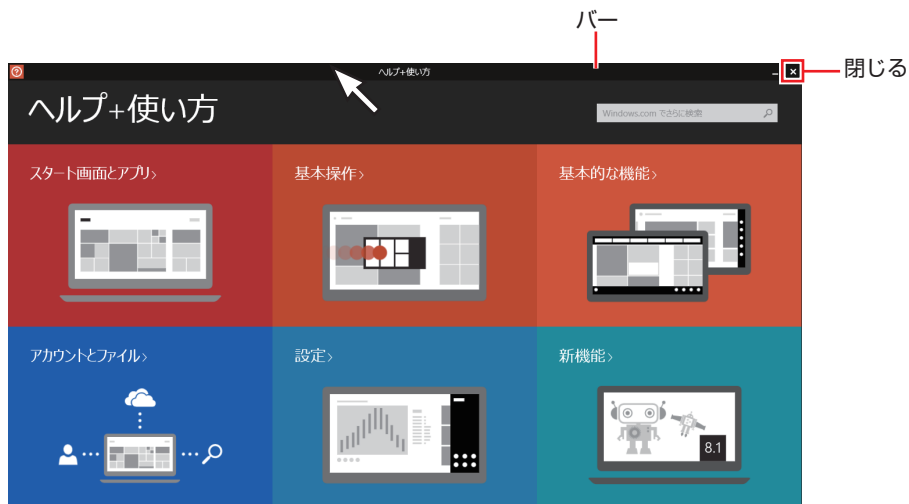 バー
ヘルプ+使い方
閉じる
ヘルプ+使い方
Windows.com でさらに検索
スタート画面とアプリ›
基本操作›
基本的な機能›
アカウントとファイル›
設定›
新機能›
8.1